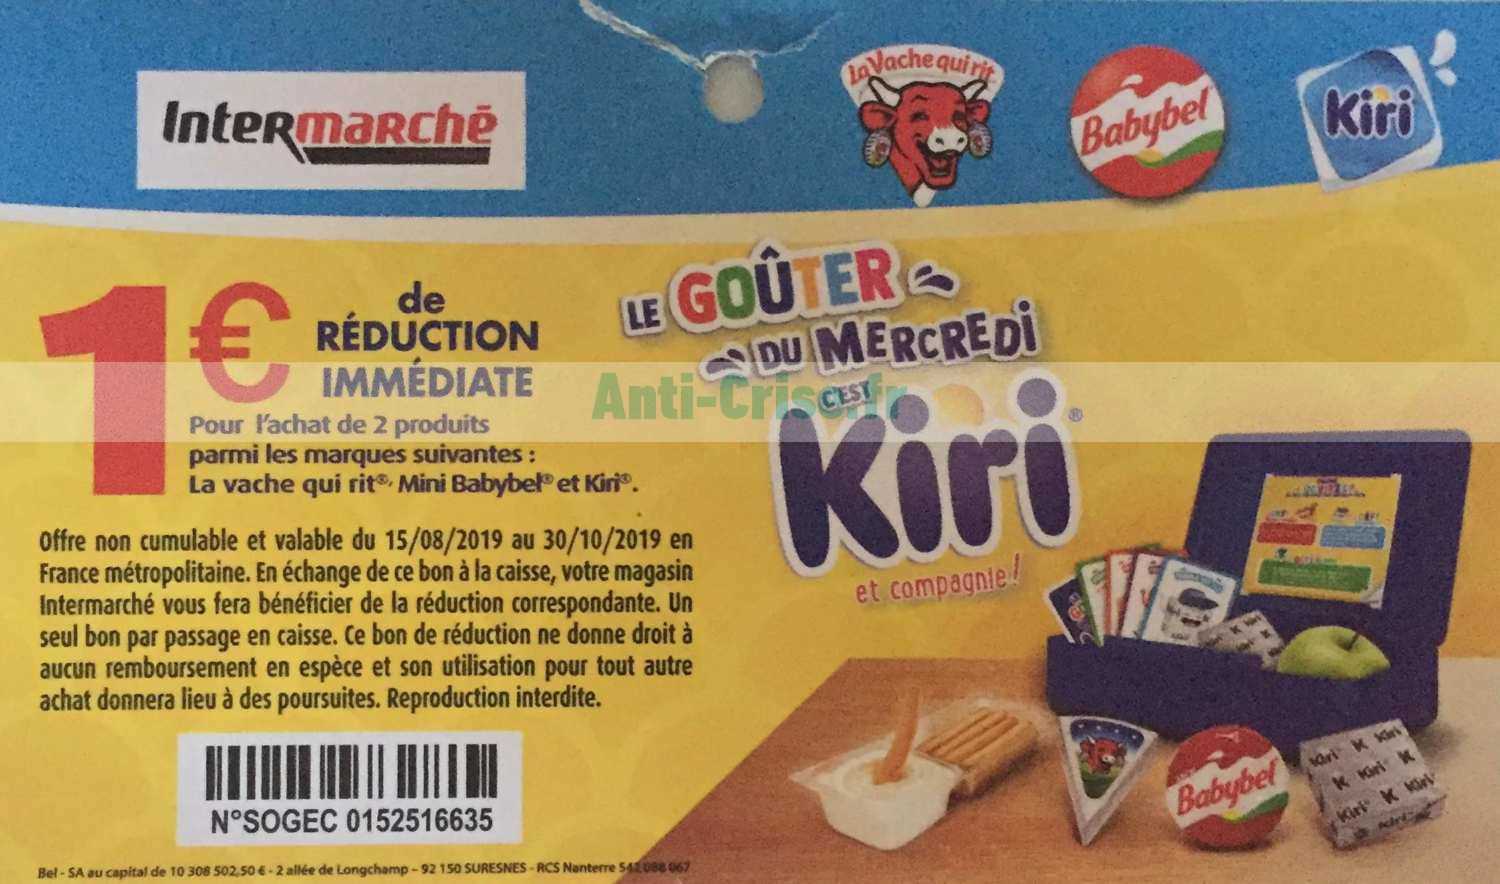 Intermarchē
La Vache qui rit
Babybel
Kiri
LE GOÛTER
DU MERCREDI
C'EST
Kiri®
et compagnie !
1€
de
RÉDUCTION
IMMÉDIATE
Pour l'achat de 2 produits
parmi les marques suivantes :
La vache qui rit®, Mini Babybel® et Kiri®.
Anti-Crise.fr
Offre non cumulable et valable du 15/08/2019 au 30/10/2019 en
France métropolitaine. En échange de ce bon à la caisse, votre magasin
Intermarché vous fera bénéficier de la réduction correspondante. Un
seul bon par passage en caisse. Ce bon de réduction ne donne droit à
aucun remboursement en espèce et son utilisation pour tout autre
achat donnera lieu à des poursuites. Reproduction interdite.
N°SOGEC 0152516635
Babybel
Kiri K Kiri
K Kiri K
Kiri K Kiri
Bel - SA au capital de 10 308 502,50 € - 2 allée de Longchamp - 92 150 SURESNES - RCS Nanterre 542 088 067